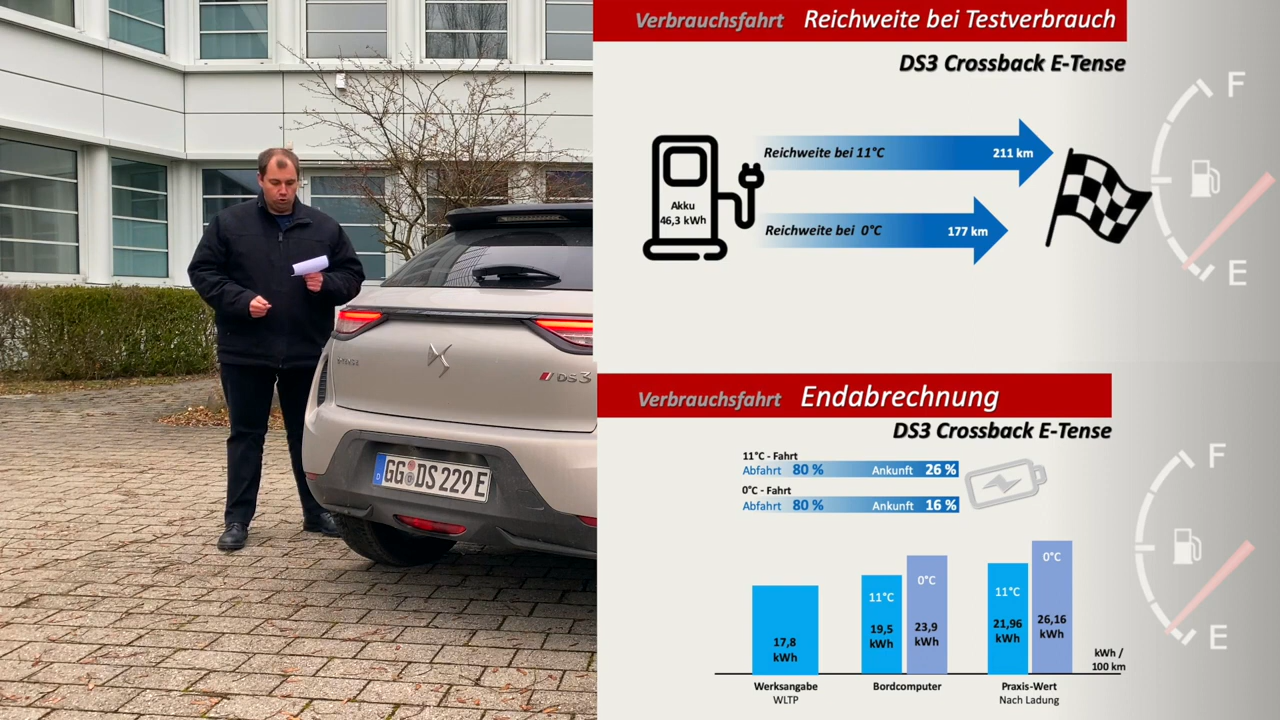 DS3
GG DS 229 E
D
Verbrauchsfahrt Reichweite bei Testverbrauch
DS3 Crossback E-Tense
F
E
Akku
46,3 kWh
Reichweite bei 11°C 211 km
Reichweite bei 0°C 177 km
Verbrauchsfahrt Endabrechnung
DS3 Crossback E-Tense
F
E
11°C - Fahrt
Abfahrt 80 % Ankunft 26 %
0°C - Fahrt
Abfahrt 80 % Ankunft 16 %
17,8
kWh
11°C
19,5
kWh
0°C
23,9
kWh
11°C
21,96
kWh
0°C
26,16
kWh
kWh /
100 km
Werksangabe
WLTP
Bordcomputer
Praxis-Wert
Nach Ladung